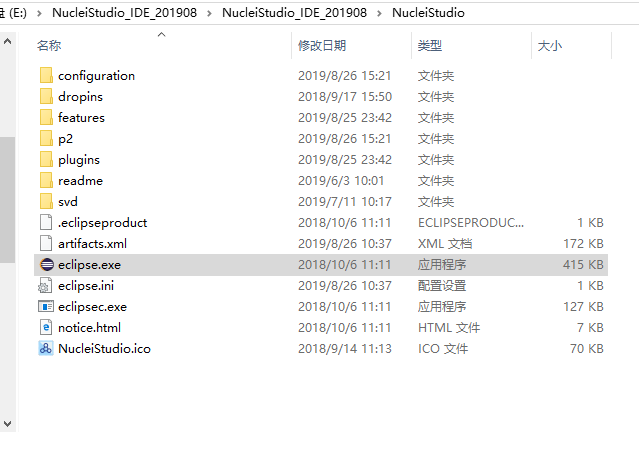 盘 (E:) > NucleiStudio_IDE_201908 > NucleiStudio_IDE_201908 > NucleiStudio
名称 修改日期 类型 大小
configuration 2019/8/26 15:21 文件夹
dropins 2018/9/17 15:50 文件夹
features 2019/8/25 23:42 文件夹
p2 2019/8/26 15:21 文件夹
plugins 2019/8/25 23:42 文件夹
readme 2019/6/3 10:01 文件夹
svd 2019/7/11 10:17 文件夹
.eclipseproduct 2018/10/6 11:11 ECLIPSEPRODUC... 1 KB
artifacts.xml 2019/8/26 10:37 XML 文档 172 KB
eclipse.exe 2018/10/6 11:11 应用程序 415 KB
eclipse.ini 2019/8/26 10:37 配置设置 1 KB
eclipsec.exe 2018/10/6 11:11 应用程序 127 KB
notice.html 2018/10/6 11:11 HTML 文件 7 KB
NucleiStudio.ico 2018/9/14 11:13 ICO 文件 70 KB